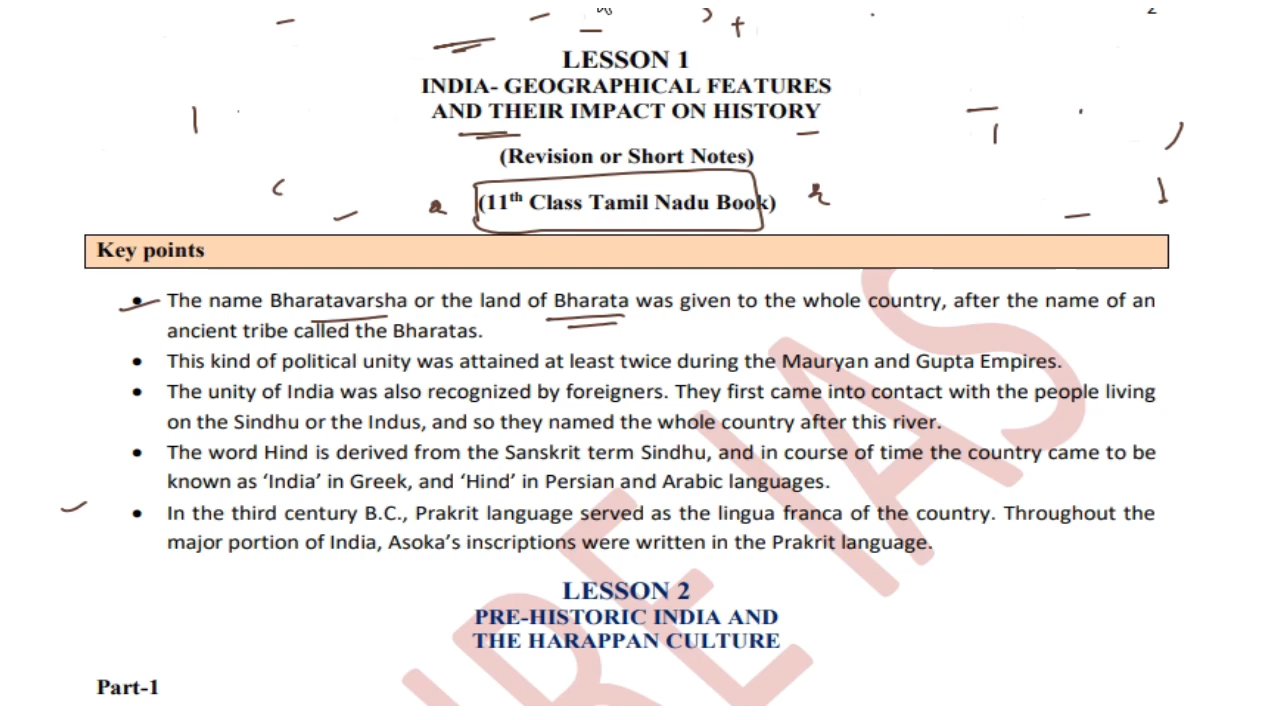 LESSON 1
INDIA- GEOGRAPHICAL FEATURES
AND THEIR IMPACT ON HISTORY
(Revision or Short Notes)
(11th Class Tamil Nadu Book)
Key points
• The name Bharatavarsha or the land of Bharata was given to the whole country, after the name of an
ancient tribe called the Bharatas.
• This kind of political unity was attained at least twice during the Mauryan and Gupta Empires.
• The unity of India was also recognized by foreigners. They first came into contact with the people living
on the Sindhu or the Indus, and so they named the whole country after this river.
• The word Hind is derived from the Sanskrit term Sindhu, and in course of time the country came to be
known as ‘India’ in Greek, and ‘Hind’ in Persian and Arabic languages.
• In the third century B.C., Prakrit language served as the lingua franca of the country. Throughout the
major portion of India, Asoka’s inscriptions were written in the Prakrit language.
LESSON 2
PRE-HISTORIC INDIA AND
THE HARAPPAN CULTURE
Part-1